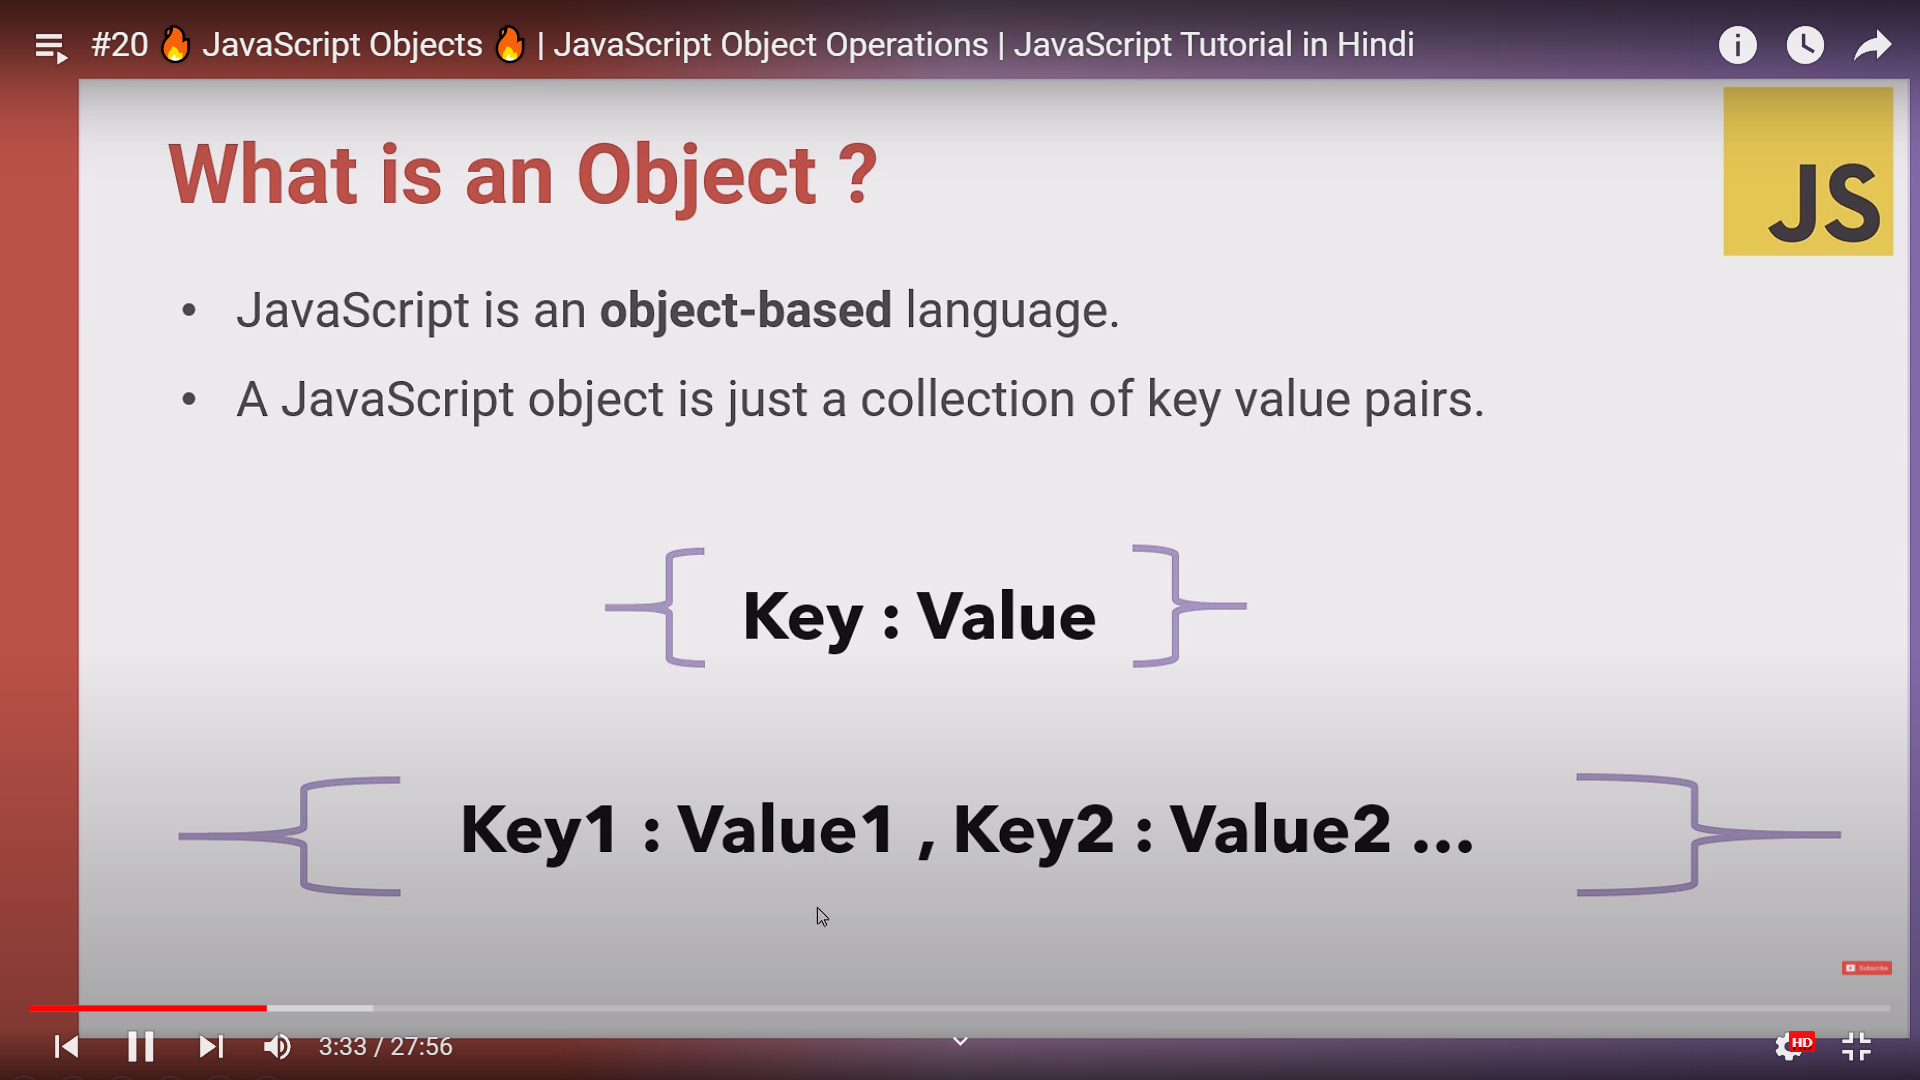 #20 🔥 JavaScript Objects 🔥 | JavaScript Object Operations | JavaScript Tutorial in Hindi
JS
What is an Object ?
• JavaScript is an object-based language.
• A JavaScript object is just a collection of key value pairs.
Key : Value
Key1 : Value1 , Key2 : Value2 ...
Subscribe
3:33 / 27:56
HD